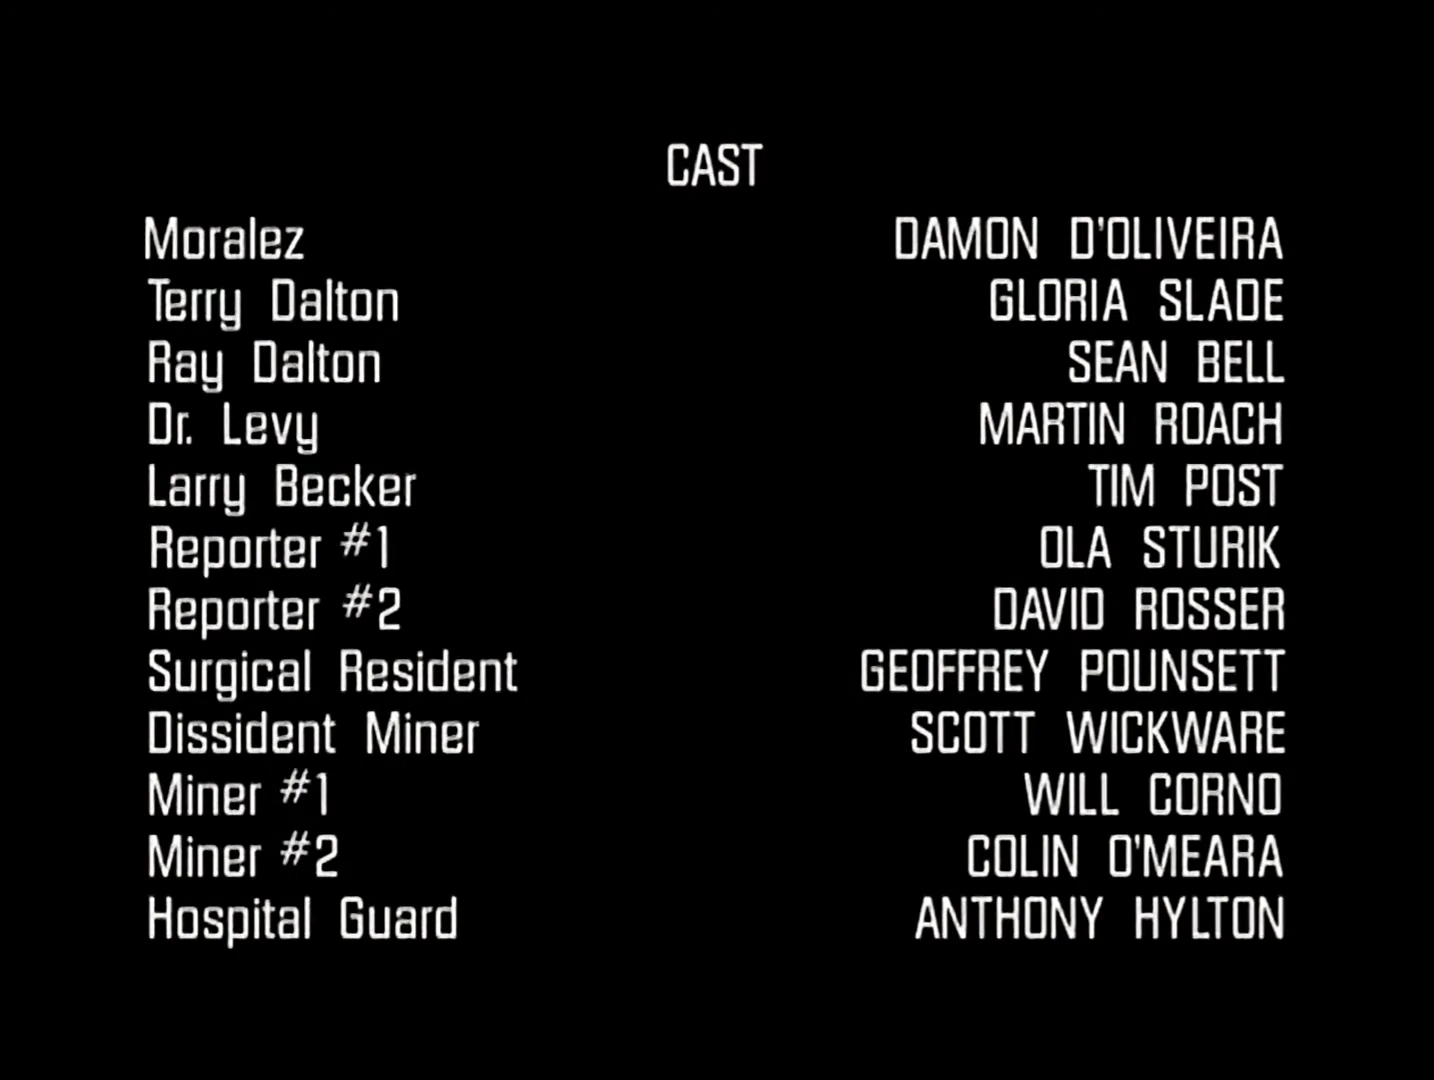 CAST
Moralez DAMON D'OLIVEIRA
Terry Dalton GLORIA SLADE
Ray Dalton SEAN BELL
Dr. Levy MARTIN ROACH
Larry Becker TIM POST
Reporter #1 OLA STURIK
Reporter #2 DAVID ROSSER
Surgical Resident GEOFFREY POUNSETT
Dissident Miner SCOTT WICKWARE
Miner #1 WILL CORNO
Miner #2 COLIN O'MEARA
Hospital Guard ANTHONY HYLTON